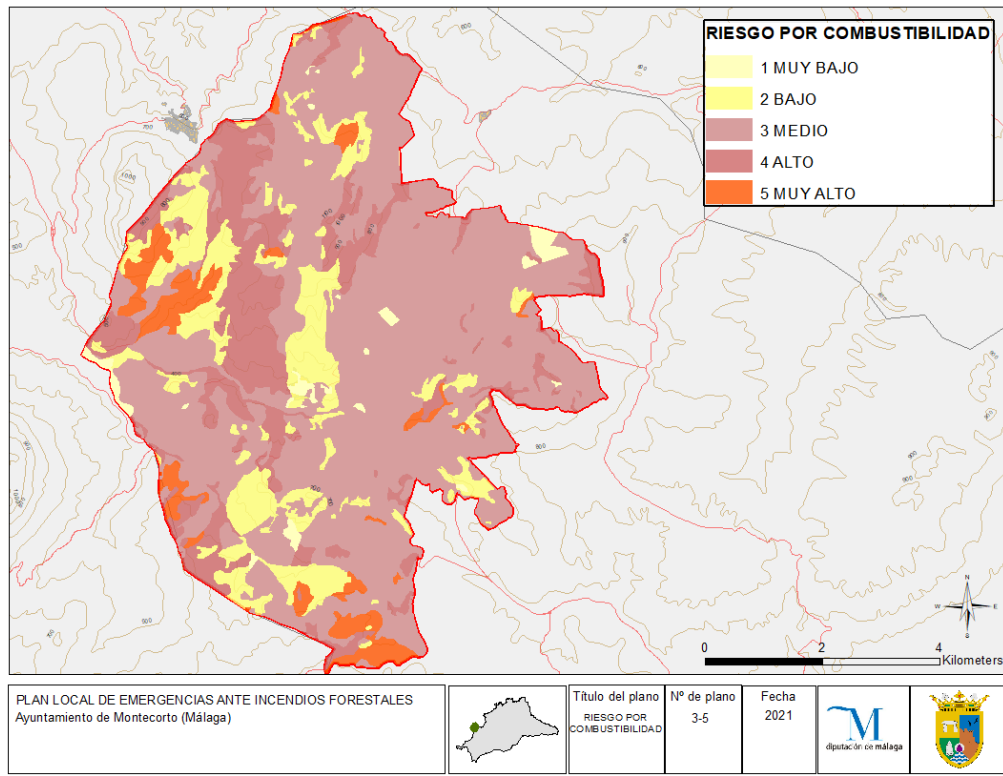 RIESGO POR COMBUSTIBILIDAD
1 MUY BAJO
2 BAJO
3 MEDIO
4 ALTO
5 MUY ALTO
N
W
E
S
0
2
4
Kilometers
PLAN LOCAL DE EMERGENCIAS ANTE INCENDIOS FORESTALES
Ayuntamiento de Montecorto (Málaga)
Título del plano
RIESGO POR
COMBUSTIBILIDAD
Nº de plano
3-5
Fecha
2021
M
diputación de málaga